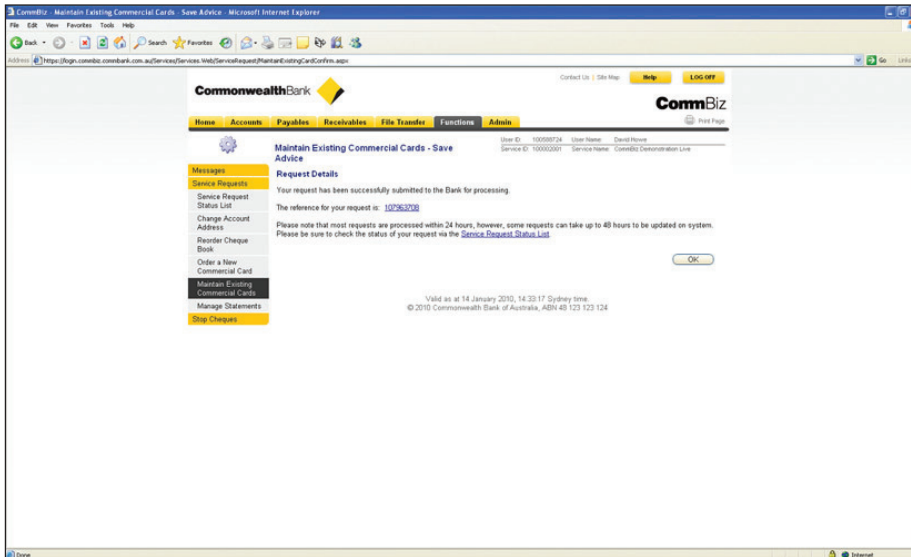 CommBiz - Maintain Existing Commercial Cards - Save Advice - Microsoft Internet Explorer
File Edit View Favorites Tools Help
Back Search Favorites
Address https://logon.commbiz.commbank.com.au/Services/Services.Web/ServiceRequest/MaintainExistingCardConfirm.aspx Go Links
Contact Us | Site Map Help LOG OFF
CommonwealthBank
CommBiz
Home Accounts Payables Receivables File Transfer Functions Admin Print Page
User ID: 100598724 User Name: David Howe
Service ID: 100002001 Service Name: CommBiz Demonstration Live
Maintain Existing Commercial Cards - Save
Advice
Messages
Service Requests
Service Request
Status List
Change Account
Address
Reorder Cheque
Book
Order a New
Commercial Card
Maintain Existing
Commercial Cards
Manage Statements
Stop Cheques
Request Details
Your request has been successfully submitted to the Bank for processing.
The reference for your request is: 107963708
Please note that most requests are processed within 24 hours, however, some requests can take up to 48 hours to be updated on system.
Please be sure to check the status of your request via the Service Request Status List.
OK
Valid as at 14 January 2010, 14:33:17 Sydney time.
© 2010 Commonwealth Bank of Australia, ABN 48 123 123 124
Done Internet